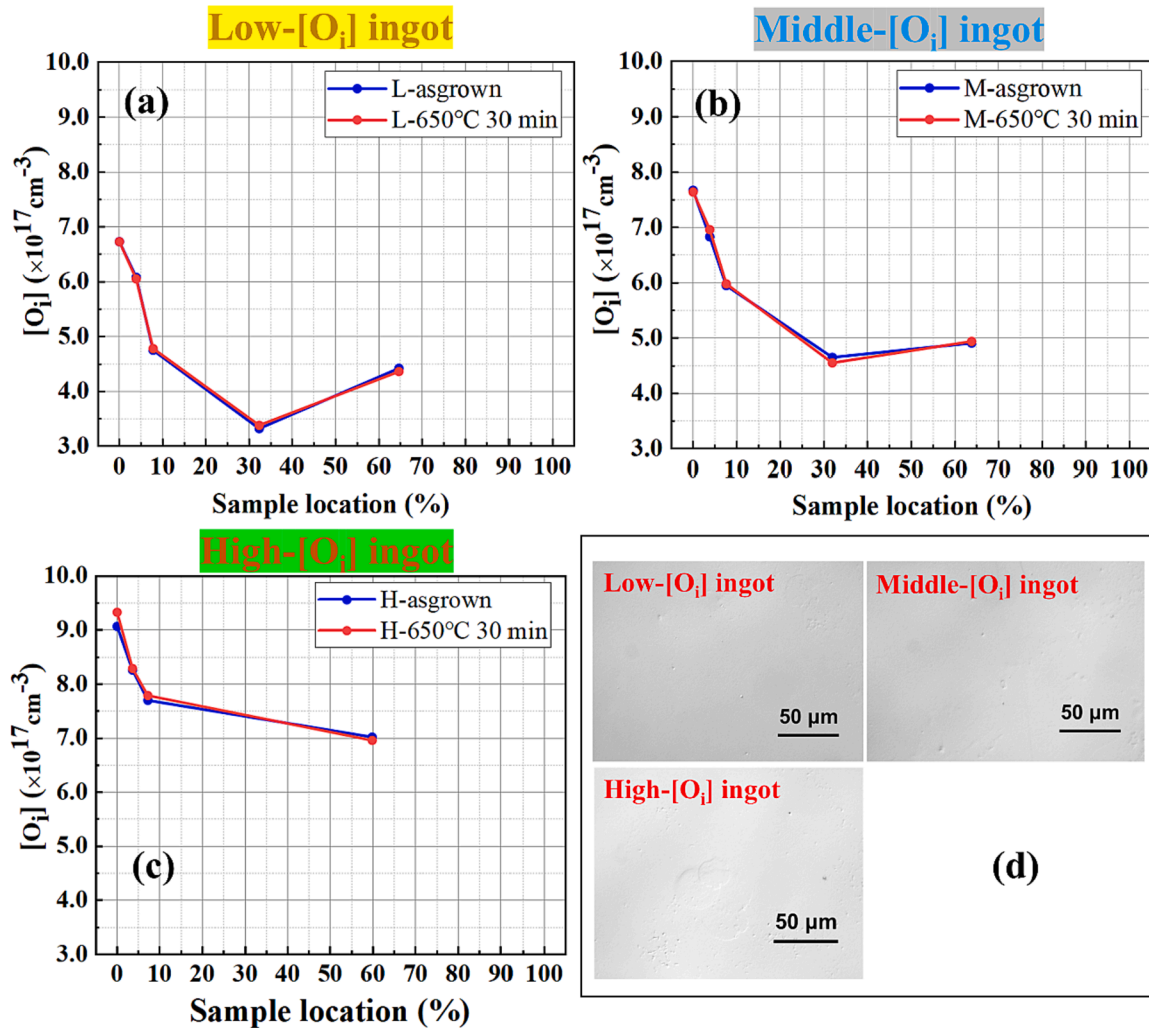 Low-[Oi] ingot
(a)
L-asgrown
L-650℃ 30 min
10.0
9.0
8.0
7.0
6.0
5.0
4.0
3.0
[Oi] (×10^17 cm^-3)
0 10 20 30 40 50 60 70 80 90 100
Sample location (%)
Middle-[Oi] ingot
(b)
M-asgrown
M-650℃ 30 min
10.0
9.0
8.0
7.0
6.0
5.0
4.0
3.0
[Oi] (×10^17 cm^-3)
0 10 20 30 40 50 60 70 80 90 100
Sample location (%)
High-[Oi] ingot
H-asgrown
H-650℃ 30 min
10.0
9.0
8.0
7.0
6.0
5.0
4.0
3.0
[Oi] (×10^17 cm^-3)
(c)
0 10 20 30 40 50 60 70 80 90 100
Sample location (%)
Low-[Oi] ingot
50 μm
Middle-[Oi] ingot
50 μm
High-[Oi] ingot
50 μm
(d)